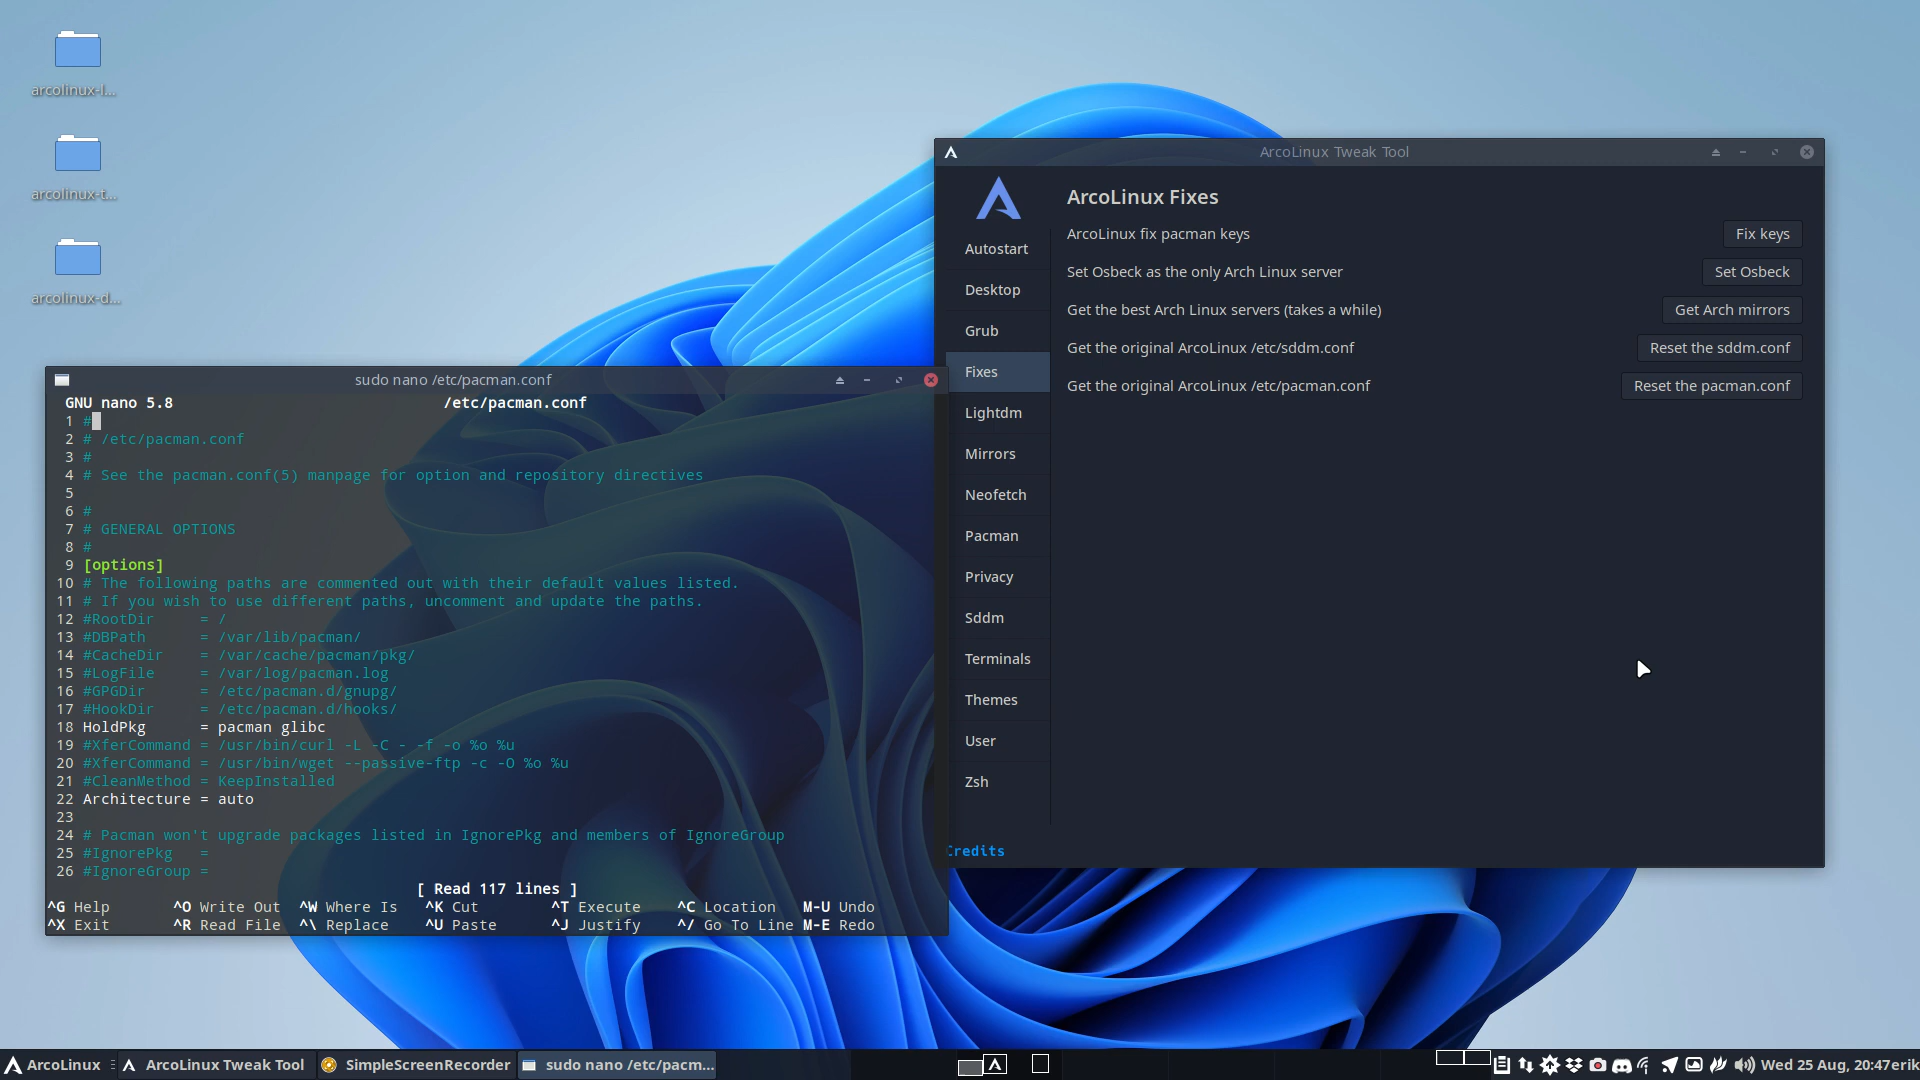 arcolinux-l...
arcolinux-t...
arcolinux-d...
ArcoLinux Tweak Tool
ArcoLinux Fixes
ArcoLinux fix pacman keys
Fix keys
Set Osbeck as the only Arch Linux server
Set Osbeck
Get the best Arch Linux servers (takes a while)
Get Arch mirrors
Get the original ArcoLinux /etc/sddm.conf
Reset the sddm.conf
Get the original ArcoLinux /etc/pacman.conf
Reset the pacman.conf
Autostart
Desktop
Grub
Fixes
Lightdm
Mirrors
Neofetch
Pacman
Privacy
Sddm
Terminals
Themes
User
Zsh
Credits
sudo nano /etc/pacman.conf
GNU nano 5.8 /etc/pacman.conf
1 #
2 # /etc/pacman.conf
3 #
4 # See the pacman.conf(5) manpage for option and repository directives
5
6 #
7 # GENERAL OPTIONS
8 #
9 [options]
10 # The following paths are commented out with their default values listed.
11 # If you wish to use different paths, uncomment and update the paths.
12 #RootDir     = /
13 #DBPath      = /var/lib/pacman/
14 #CacheDir    = /var/cache/pacman/pkg/
15 #LogFile     = /var/log/pacman.log
16 #GPGDir      = /etc/pacman.d/gnupg/
17 #HookDir     = /etc/pacman.d/hooks/
18 HoldPkg      = pacman glibc
19 #XferCommand = /usr/bin/curl -L -C - -f -o %o %u
20 #XferCommand = /usr/bin/wget --passive-ftp -c -O %o %u
21 #CleanMethod = KeepInstalled
22 Architecture = auto
23
24 # Pacman won't upgrade packages listed in IgnorePkg and members of IgnoreGroup
25 #IgnorePkg   =
26 #IgnoreGroup =
[ Read 117 lines ]
^G Help ^O Write Out ^W Where Is ^K Cut ^T Execute ^C Location M-U Undo
^X Exit ^R Read File ^\ Replace ^U Paste ^J Justify ^/ Go To Line M-E Redo
ArcoLinux ArcoLinux Tweak Tool SimpleScreenRecorder sudo nano /etc/pacm... Wed 25 Aug, 20:47 erik